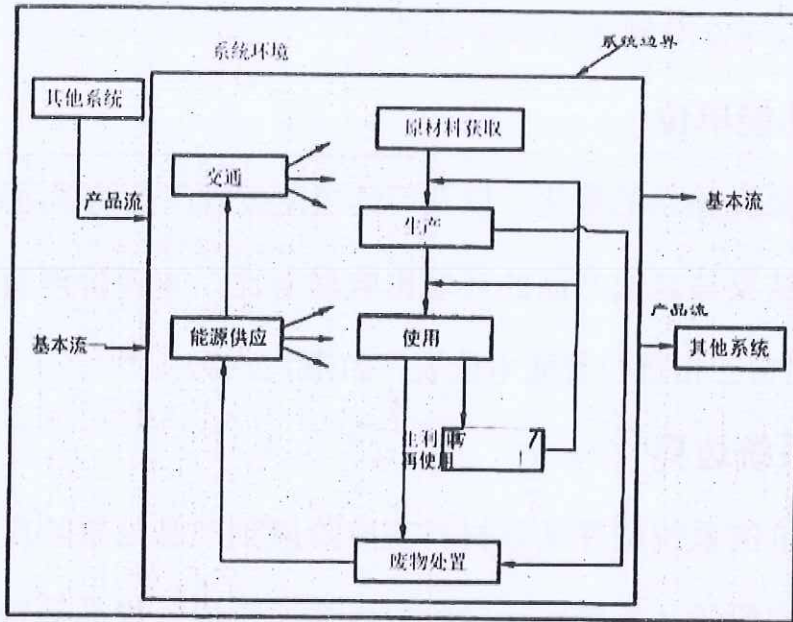 系统环境
系统边界
其他系统
原材料获取
交通
产品流
基本流
生产
产品流
基本流
能源供应
使用
其他系统
再使用
废物处置